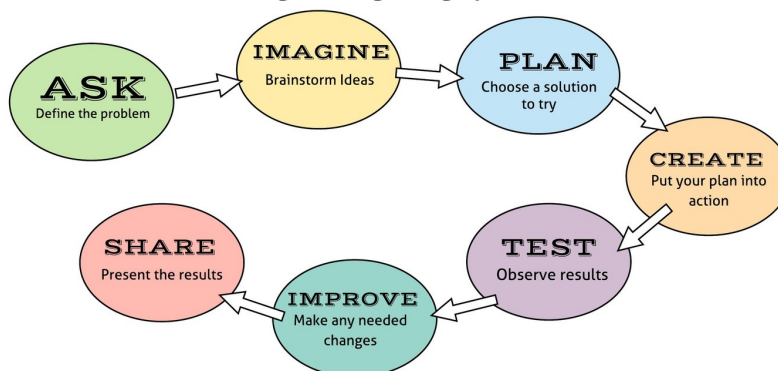 ASK
Define the problem
IMAGINE
Brainstorm Ideas
PLAN
Choose a solution
to try
CREATE
Put your plan into
action
TEST
Observe results
IMPROVE
Make any needed
changes
SHARE
Present the results